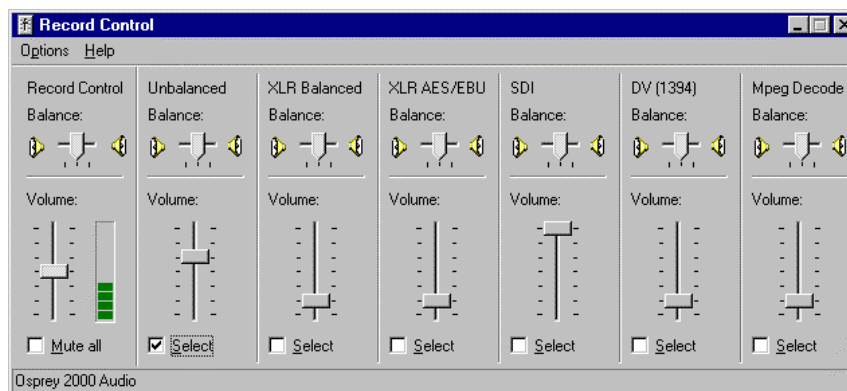 Record Control
Options Help
Record Control Unbalanced XLR Balanced XLR AES/EBU SDI DV (1394) Mpeg Decode
Balance: Balance: Balance: Balance: Balance: Balance: Balance:
Volume: Volume: Volume: Volume: Volume: Volume: Volume:
Mute all Select Select Select Select Select Select
Osprey 2000 Audio